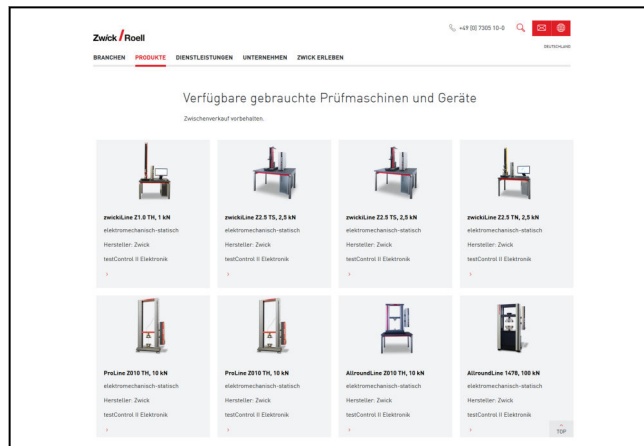 Zwick / Roell
+49 (0) 7305 10-0
DEUTSCHLAND
BRANCHEN PRODUKTE DIENSTLEISTUNGEN UNTERNEHMEN ZWICK ERLEBEN
Verfügbare gebrauchte Prüfmaschinen und Geräte
Zwischenverkauf vorbehalten.
zwickiLine Z1.0 TH, 1 kN
elektromechanisch-statisch
Hersteller: Zwick
testControl II Elektronik
zwickiLine Z2.5 TS, 2,5 kN
elektromechanisch-statisch
Hersteller: Zwick
testControl II Elektronik
zwickiLine Z2.5 TS, 2,5 kN
elektromechanisch-statisch
Hersteller: Zwick
testControl II Elektronik
zwickiLine Z2.5 TN, 2,5 kN
elektromechanisch-statisch
Hersteller: Zwick
testControl II Elektronik
ProLine Z010 TH, 10 kN
elektromechanisch-statisch
Hersteller: Zwick
testControl II Elektronik
ProLine Z010 TH, 10 kN
elektromechanisch-statisch
Hersteller: Zwick
testControl II Elektronik
AllroundLine Z010 TH, 10 kN
elektromechanisch-statisch
Hersteller: Zwick
testControl II Elektronik
AllroundLine 1478, 100 kN
elektromechanisch-statisch
Hersteller: Zwick
testControl II Elektronik
TOP